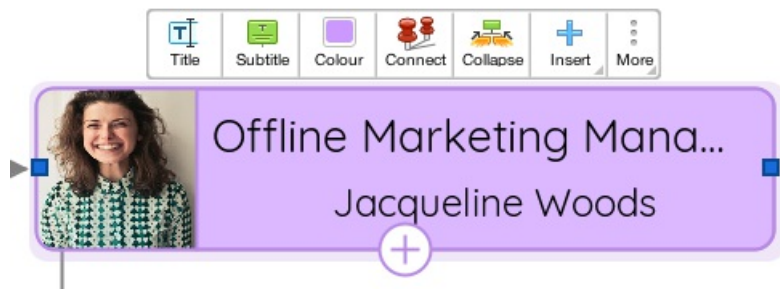 Title Subtitle Colour Connect Collapse Insert More
Offline Marketing Mana...
Jacqueline Woods